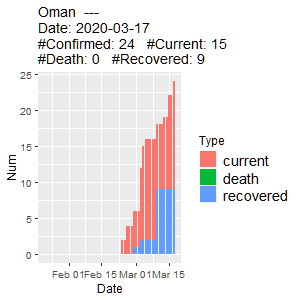 Oman  ---
Date: 2020-03-17
#Confirmed: 24   #Current: 15
#Death: 0   #Recovered: 9
25
20
15
10
5
0
Num
Feb 01 Feb 15 Mar 01 Mar 15
Date
Type
current
death
recovered